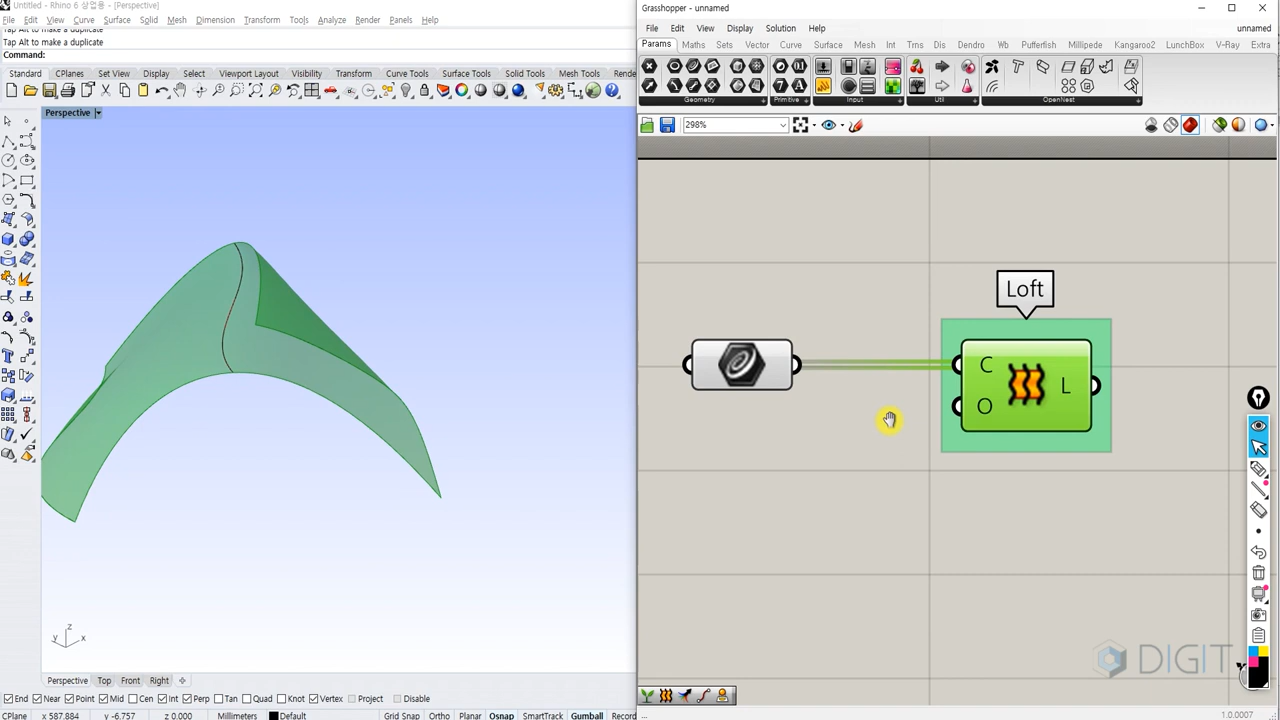 Untitled - Rhino 6 상업용 - [Perspective]
File Edit View Curve Surface Solid Mesh Dimension Transform Tools Analyze Render Panels Help
Tap Alt to make a duplicate
Tap Alt to make a duplicate
Command:
Standard CPlanes Set View Display Select Viewport Layout Visibility Transform Curve Tools Surface Tools Solid Tools Mesh Tools Rende
Perspective
z
y x
Perspective Top Front Right
End Near Point Mid Cen Int Perp Tan Quad Knot Vertex Project Disable
CPlane x 587.884 y -6.757 z 0.000 Millimeters Default Grid Snap Ortho Planar Osnap SmartTrack Gumball Record
Grasshopper - unnamed
File Edit View Display Solution Help unnamed
Params Maths Sets Vector Curve Surface Mesh Int Trns Dis Dendro Wb Pufferfish Millipede Kangaroo2 LunchBox V-Ray Extra
Geometry Primitive Input Util OpenNest
298%
Loft
C
L
O
DIGIT
1.0.0007